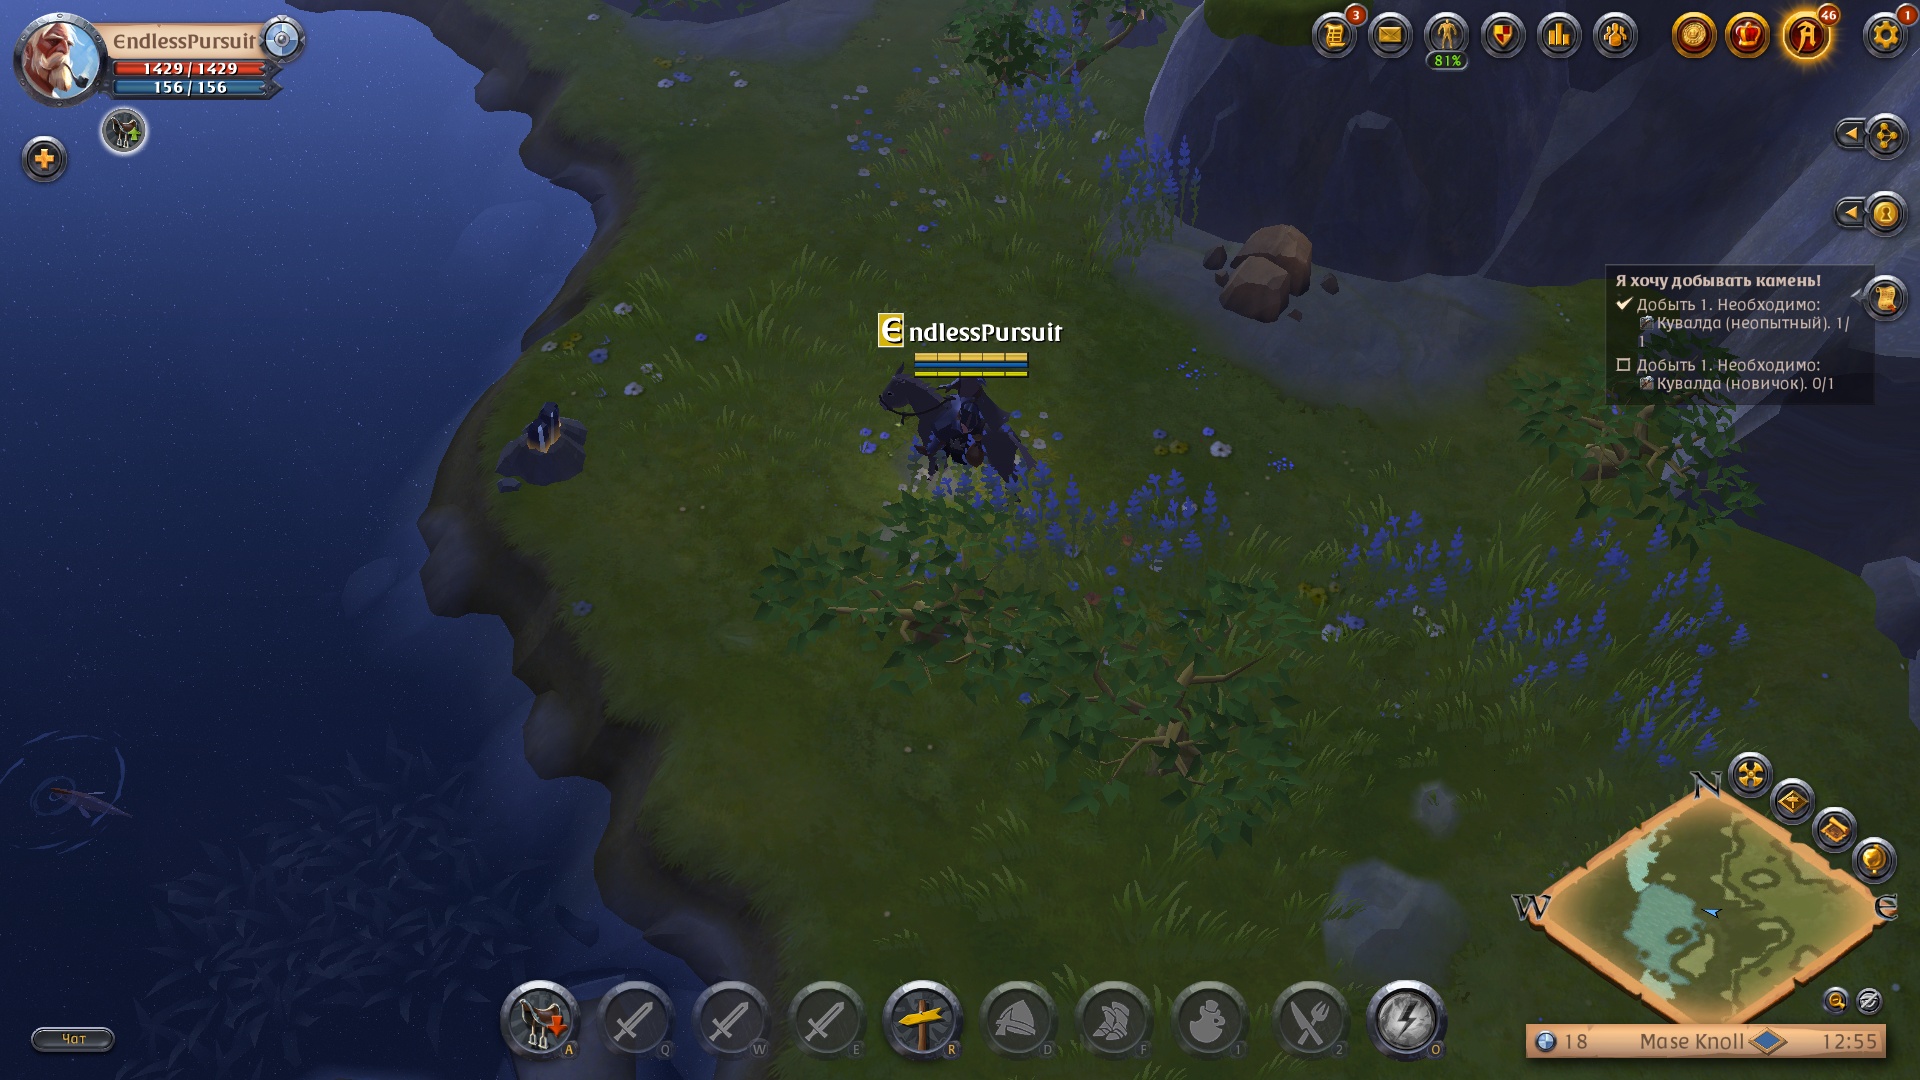 EndlessPursuit
1429 / 1429
156 / 156
3
81%
46
1
Я хочу добывать камень!
Добыть 1. Необходимо:
Кувалда (неопытный). 1/
1
Добыть 1. Необходимо:
Кувалда (новичок). 0/1
EndlessPursuit
N
W
E
Чат
A
Q
W
E
R
D
F
1
2
O
18
Mase Knoll
12:55